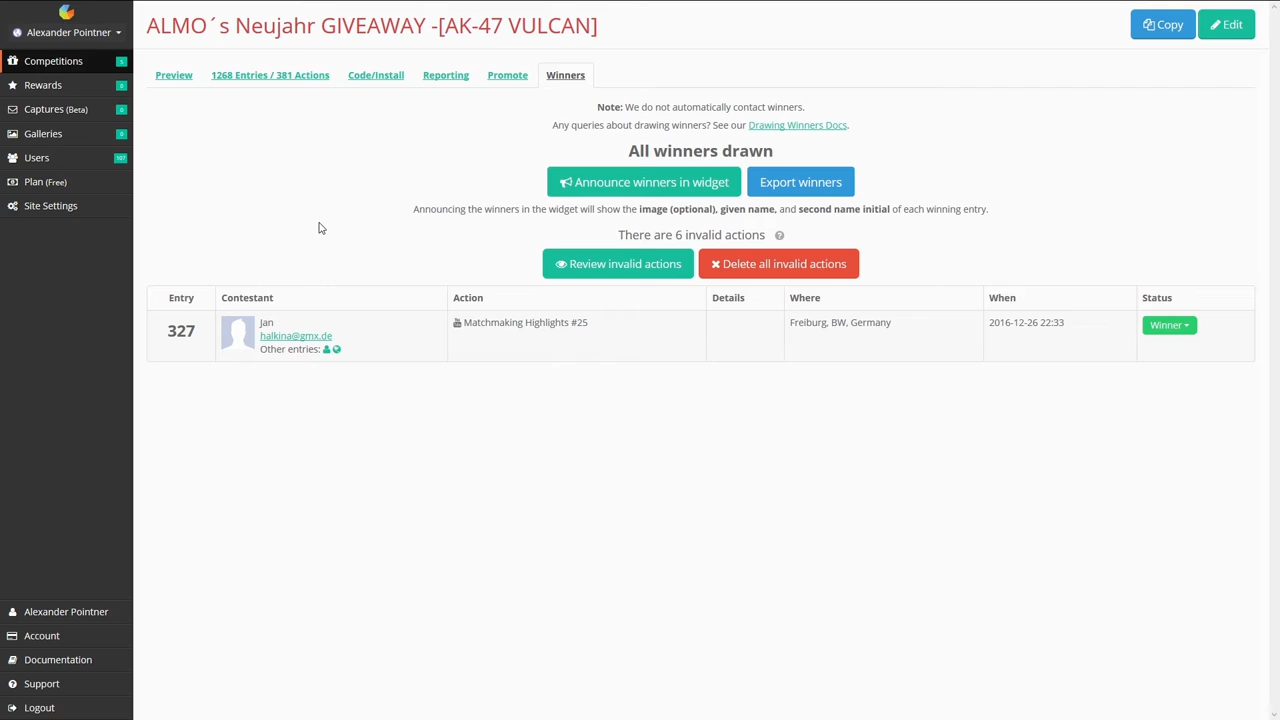 Alexander Pointner
Competitions 5
Rewards 0
Captures (Beta) 0
Galleries 0
Users 107
Plan (Free)
Site Settings
Alexander Pointner
Account
Documentation
Support
Logout
ALMO´s Neujahr GIVEAWAY -[AK-47 VULCAN]
Copy Edit
Preview 1268 Entries / 381 Actions Code/Install Reporting Promote Winners
Note: We do not automatically contact winners.
Any queries about drawing winners? See our Drawing Winners Docs.
All winners drawn
Announce winners in widget Export winners
Announcing the winners in the widget will show the image (optional), given name, and second name initial of each winning entry.
There are 6 invalid actions ?
Review invalid actions Delete all invalid actions
Entry Contestant Action Details Where When Status
327 Jan Matchmaking Highlights #25 Freiburg, BW, Germany 2016-12-26 22:33 Winner
halkina@gmx.de
Other entries: